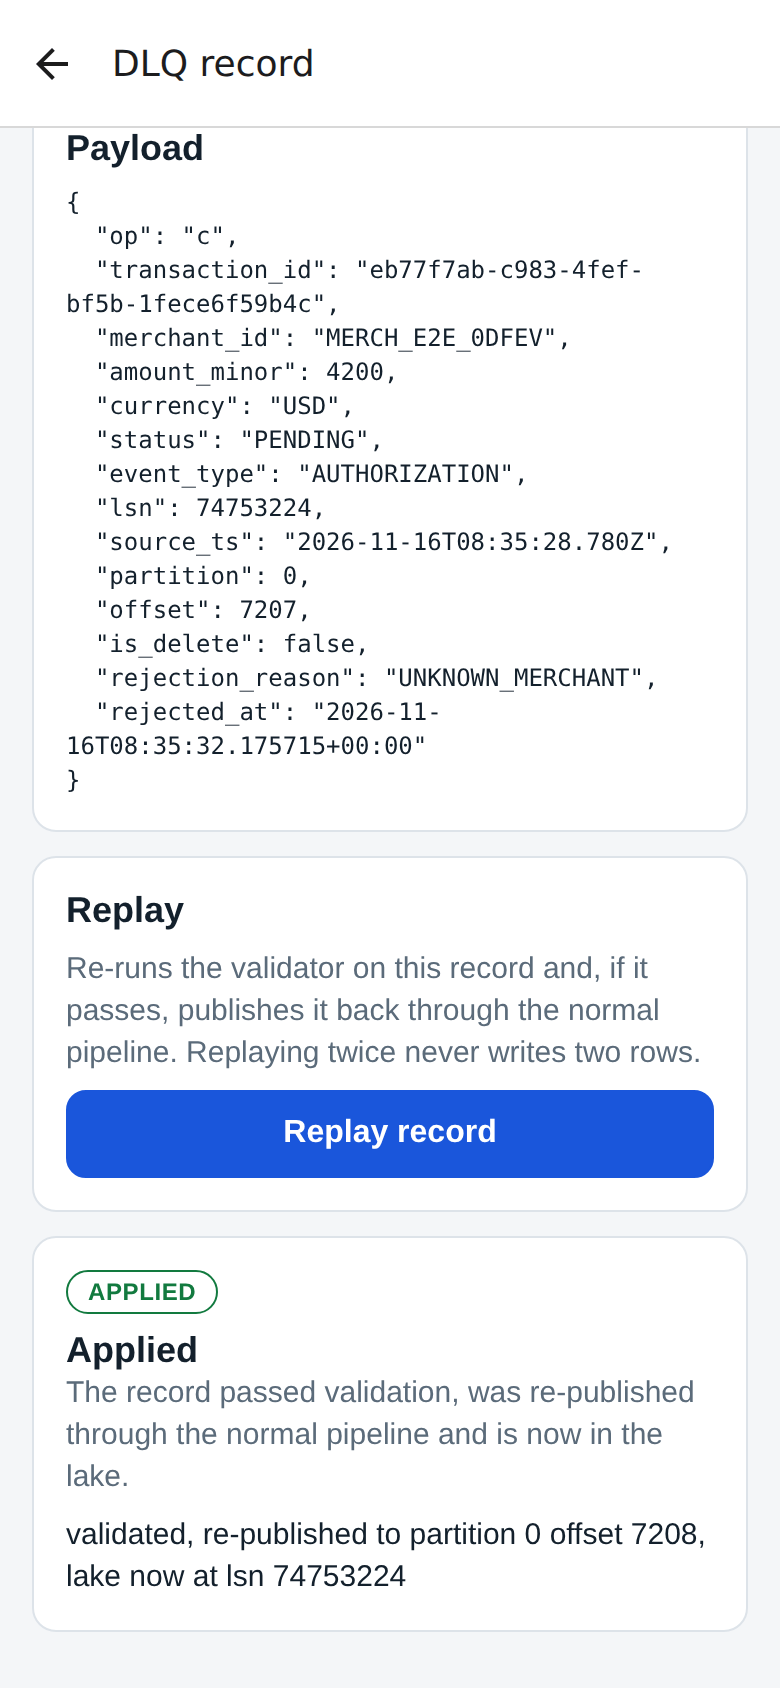 DLQ record
Payload
{
"op": "c",
"transaction_id": "eb77f7ab-c983-4fef-
bf5b-1fece6f59b4c",
"merchant_id": "MERCH_E2E_0DFEV",
"amount_minor": 4200,
"currency": "USD",
"status": "PENDING",
"event_type": "AUTHORIZATION",
"lsn": 74753224,
"source_ts": "2026-11-16T08:35:28.780Z",
"partition": 0,
"offset": 7207,
"is_delete": false,
"rejection_reason": "UNKNOWN_MERCHANT",
"rejected_at": "2026-11-
16T08:35:32.175715+00:00"
}
Replay
Re-runs the validator on this record and, if it
passes, publishes it back through the normal
pipeline. Replaying twice never writes two rows.
Replay record
APPLIED
Applied
The record passed validation, was re-published
through the normal pipeline and is now in the
lake.
validated, re-published to partition 0 offset 7208,
lake now at lsn 74753224